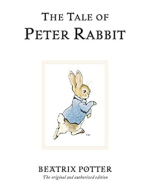 THE TALE OF
PETER RABBIT
BEATRIX POTTER
The original and authorized edition